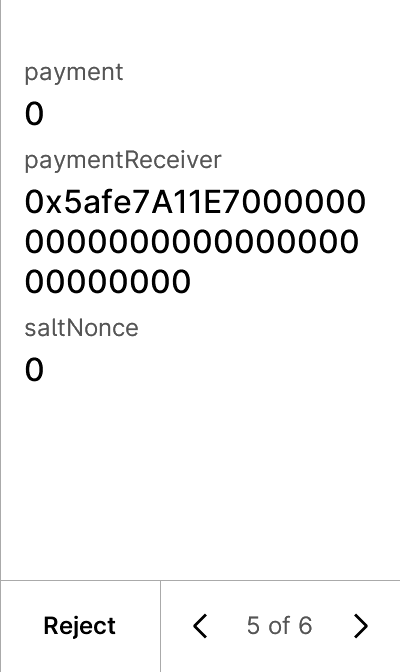 payment
0
paymentReceiver
0x5afe7A11E7000000
0000000000000000
00000000
saltNonce
0
Reject
5 of 6